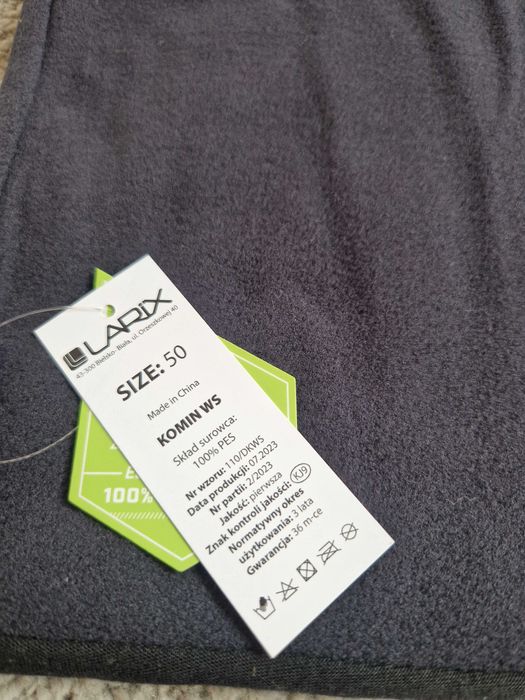 LARIX
43-300 Bielsko- Biała, ul. Orzeszkowej 40
SIZE: 50
Made in China
KOMIN WS
Skład surowca:
100% PES
Nr wzoru: 110/DKWS
Data produkcji: 07.2023
Nr partii: 2/2023
Jakość: pierwsza
Znak kontroli jakości: KJ9
Normatywny okres
użytkowania: 3 lata
Gwarancja: 36 m-ce
100%